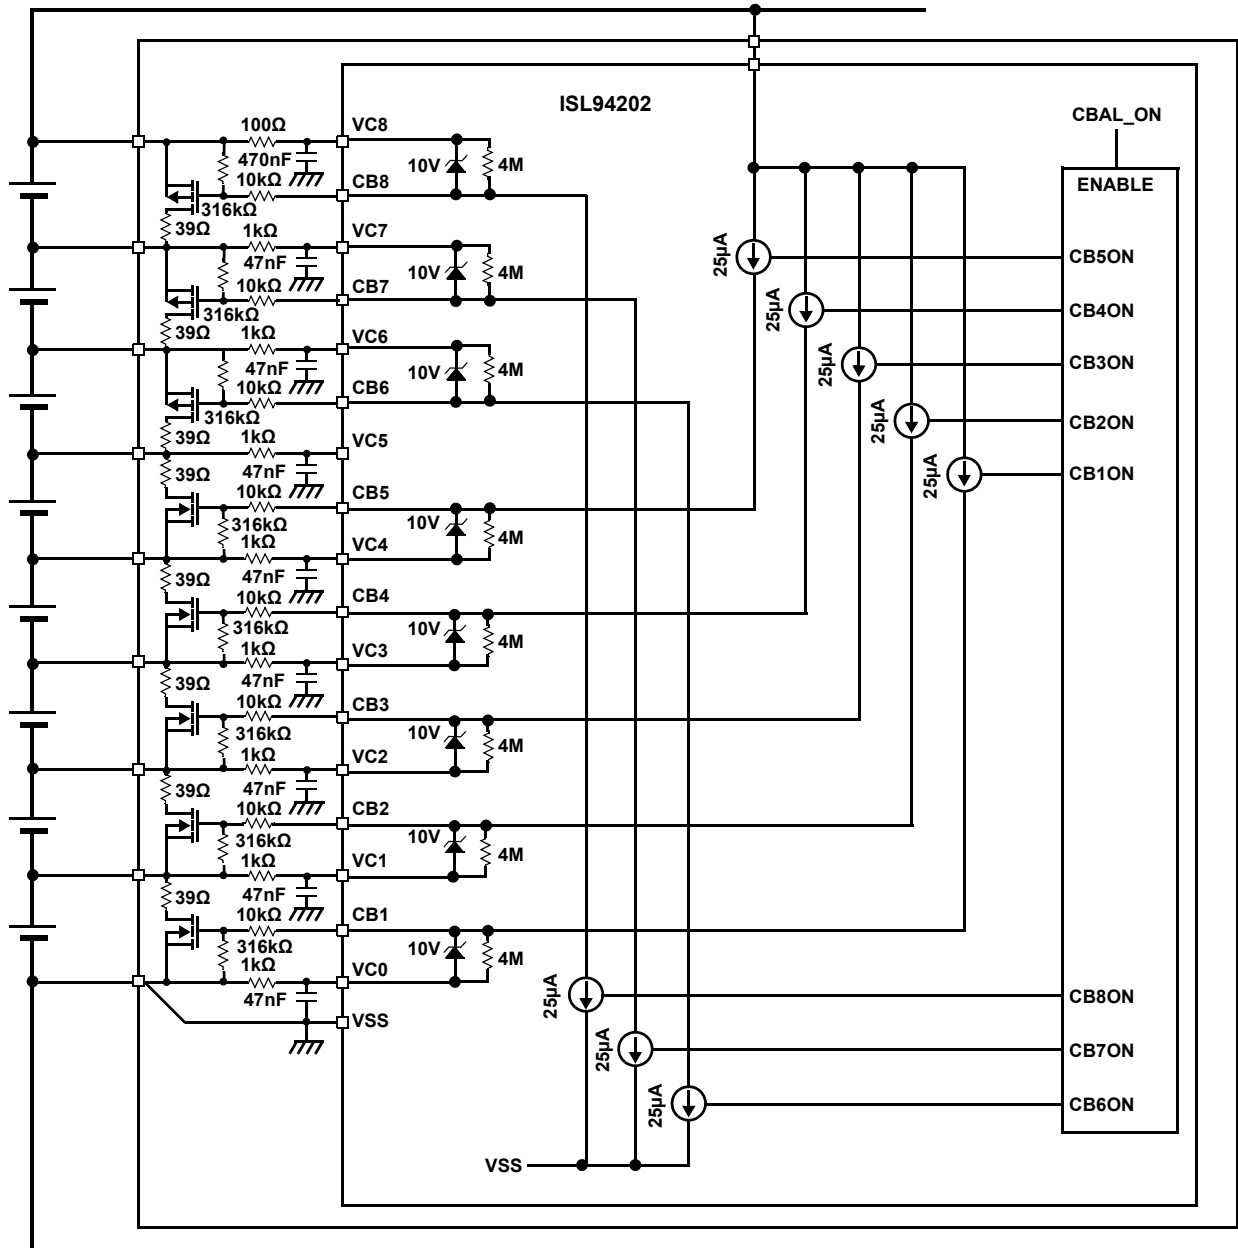 ISL94202
CBAL_ON
ENABLE
100Ω
VC8
470nF
10V
4M
10kΩ
CB8
316kΩ
39Ω
1kΩ
VC7
47nF
10V
4M
10kΩ
CB7
316kΩ
39Ω
1kΩ
VC6
47nF
10V
4M
10kΩ
CB6
316kΩ
39Ω
1kΩ
VC5
39Ω
47nF
10kΩ
CB5
316kΩ
10V
4M
1kΩ
VC4
39Ω
47nF
10kΩ
CB4
316kΩ
10V
4M
1kΩ
VC3
39Ω
47nF
10kΩ
CB3
316kΩ
10V
4M
1kΩ
VC2
39Ω
47nF
10kΩ
CB2
316kΩ
10V
4M
1kΩ
VC1
39Ω
47nF
10kΩ
CB1
316kΩ
10V
4M
1kΩ
VC0
47nF
VSS
25µA
CB5ON
25µA
CB4ON
25µA
CB3ON
25µA
CB2ON
25µA
CB1ON
25µA
CB8ON
25µA
CB7ON
25µA
CB6ON
VSS